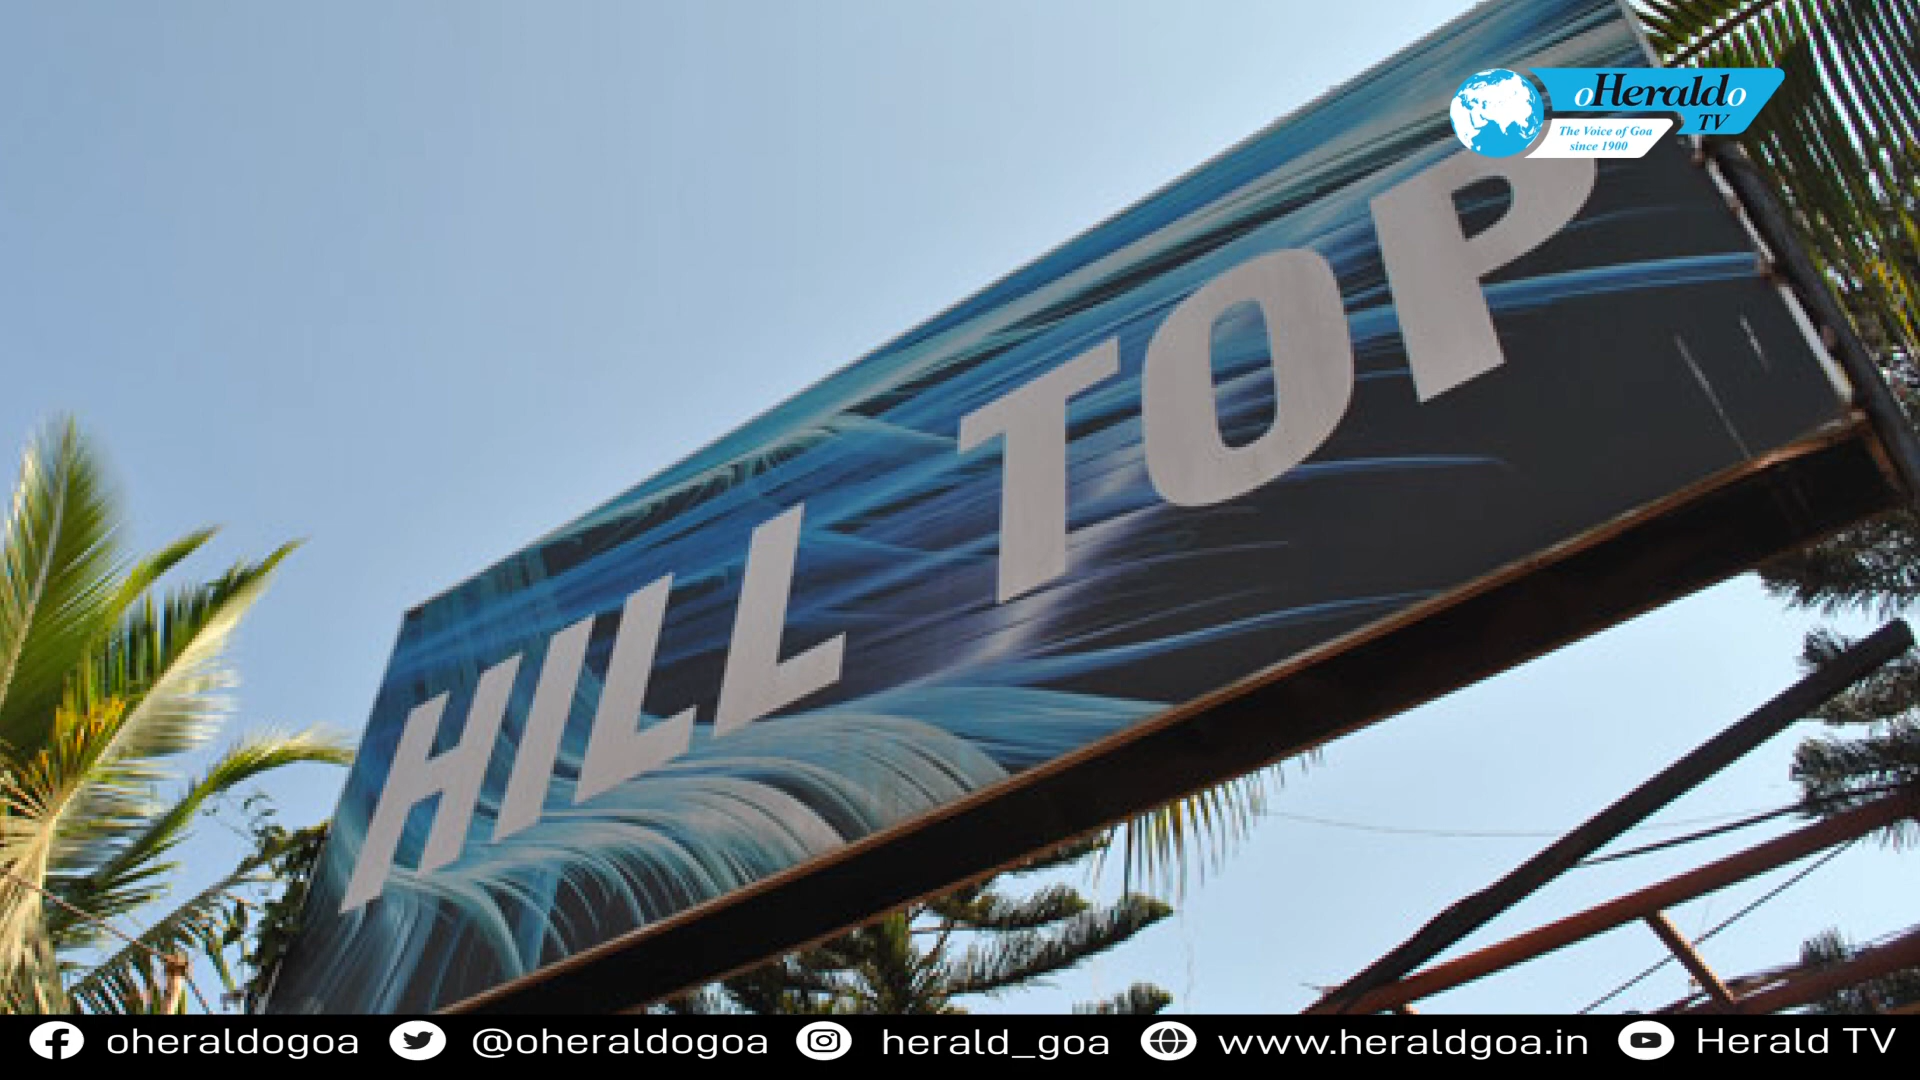 oHeraldo
TV
The Voice of Goa
since 1900
HILL TOP
oheraldogoa @oheraldogoa herald_goa www.heraldgoa.in Herald TV